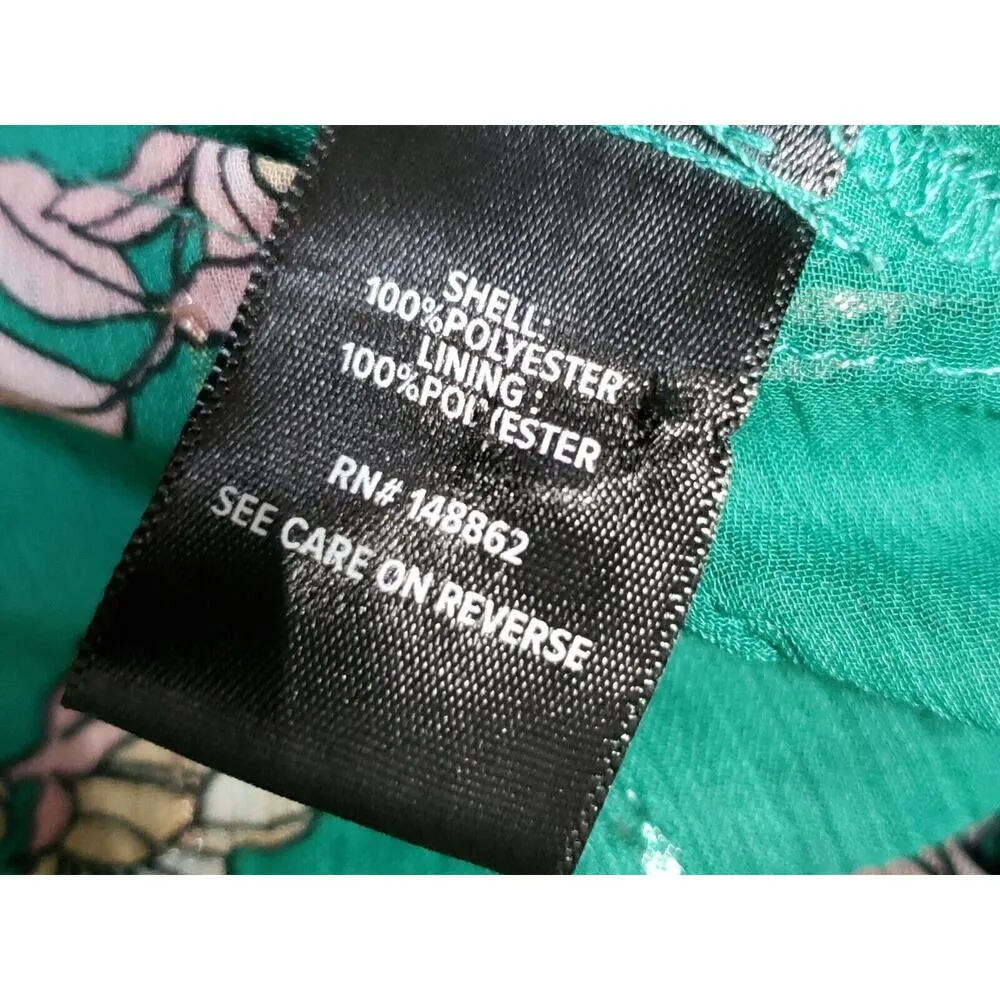 SHELL:
100%POLYESTER
LINING :
100%POLYESTER
RN# 148862
SEE CARE ON REVERSE